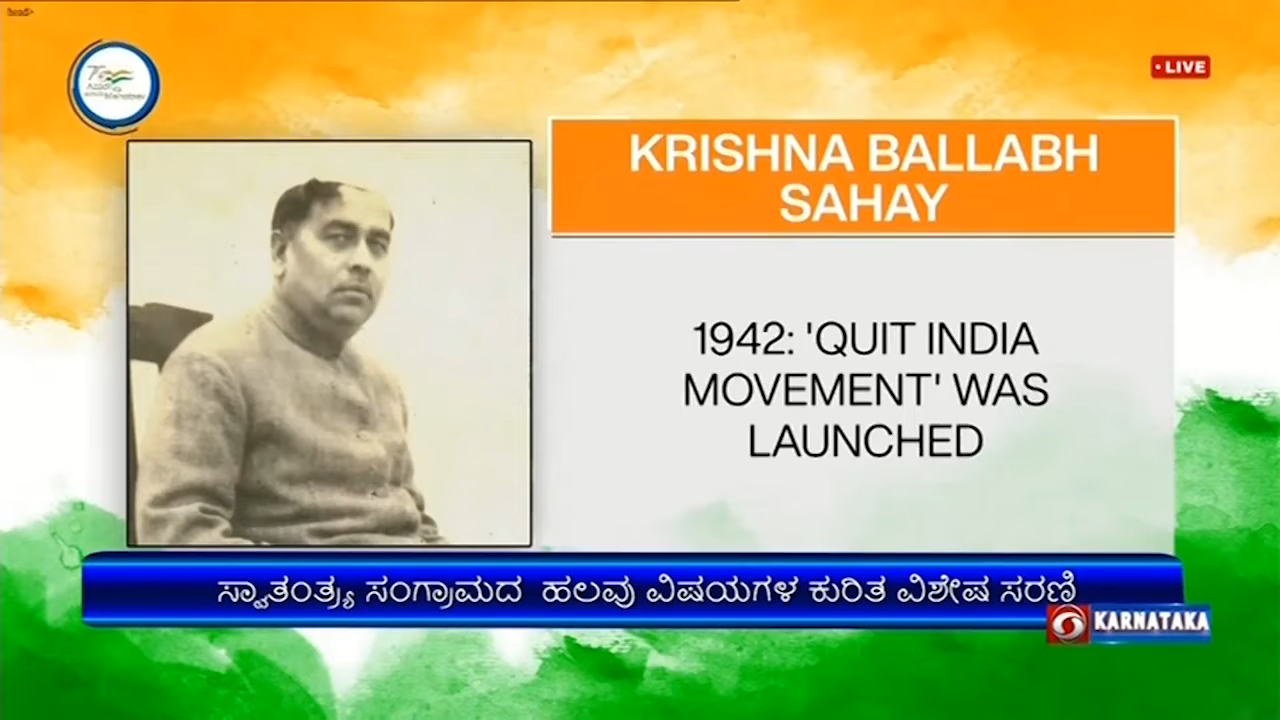 LIVE
KRISHNA BALLABH
SAHAY
1942: 'QUIT INDIA
MOVEMENT' WAS
LAUNCHED
ಸ್ವಾತಂತ್ರ್ಯ ಸಂಗ್ರಾಮದ ಹಲವು ವಿಷಯಗಳ ಕುರಿತ ವಿಶೇಷ ಸರಣಿ
KARNATAKA